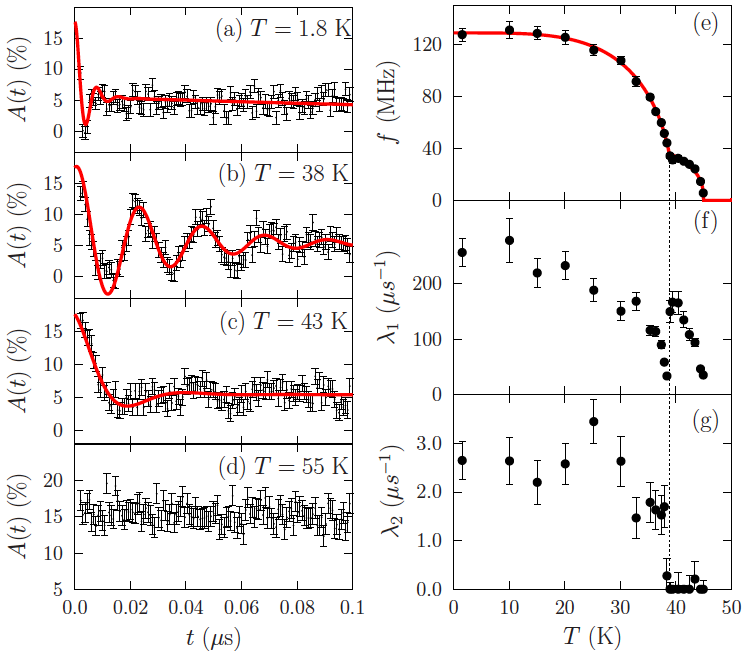 (a) T = 1.8 K
A(t) (%)
15
10
5
0
(b) T = 38 K
A(t) (%)
15
10
5
0
(c) T = 43 K
A(t) (%)
15
10
5
0
(d) T = 55 K
A(t) (%)
20
15
10
5
0.0
0.02
0.04
0.06
0.08
0.1
t (μs)
(e)
f (MHz)
120
80
40
0
(f)
λ₁ (μs⁻¹)
200
100
0
(g)
λ₂ (μs⁻¹)
3.0
2.0
1.0
0.0
0
10
20
30
40
50
T (K)